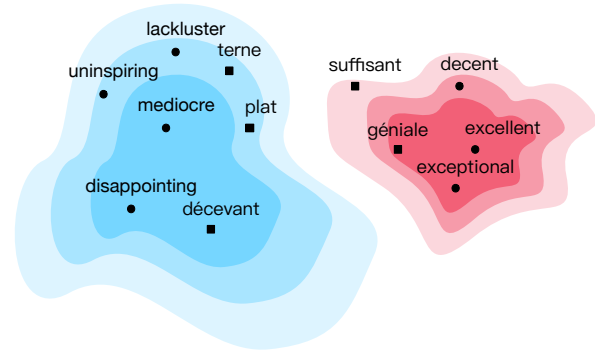 lackluster
terne
uninspiring
mediocre
plat
disappointing
décevant
suffisant
decent
géniale
excellent
exceptional